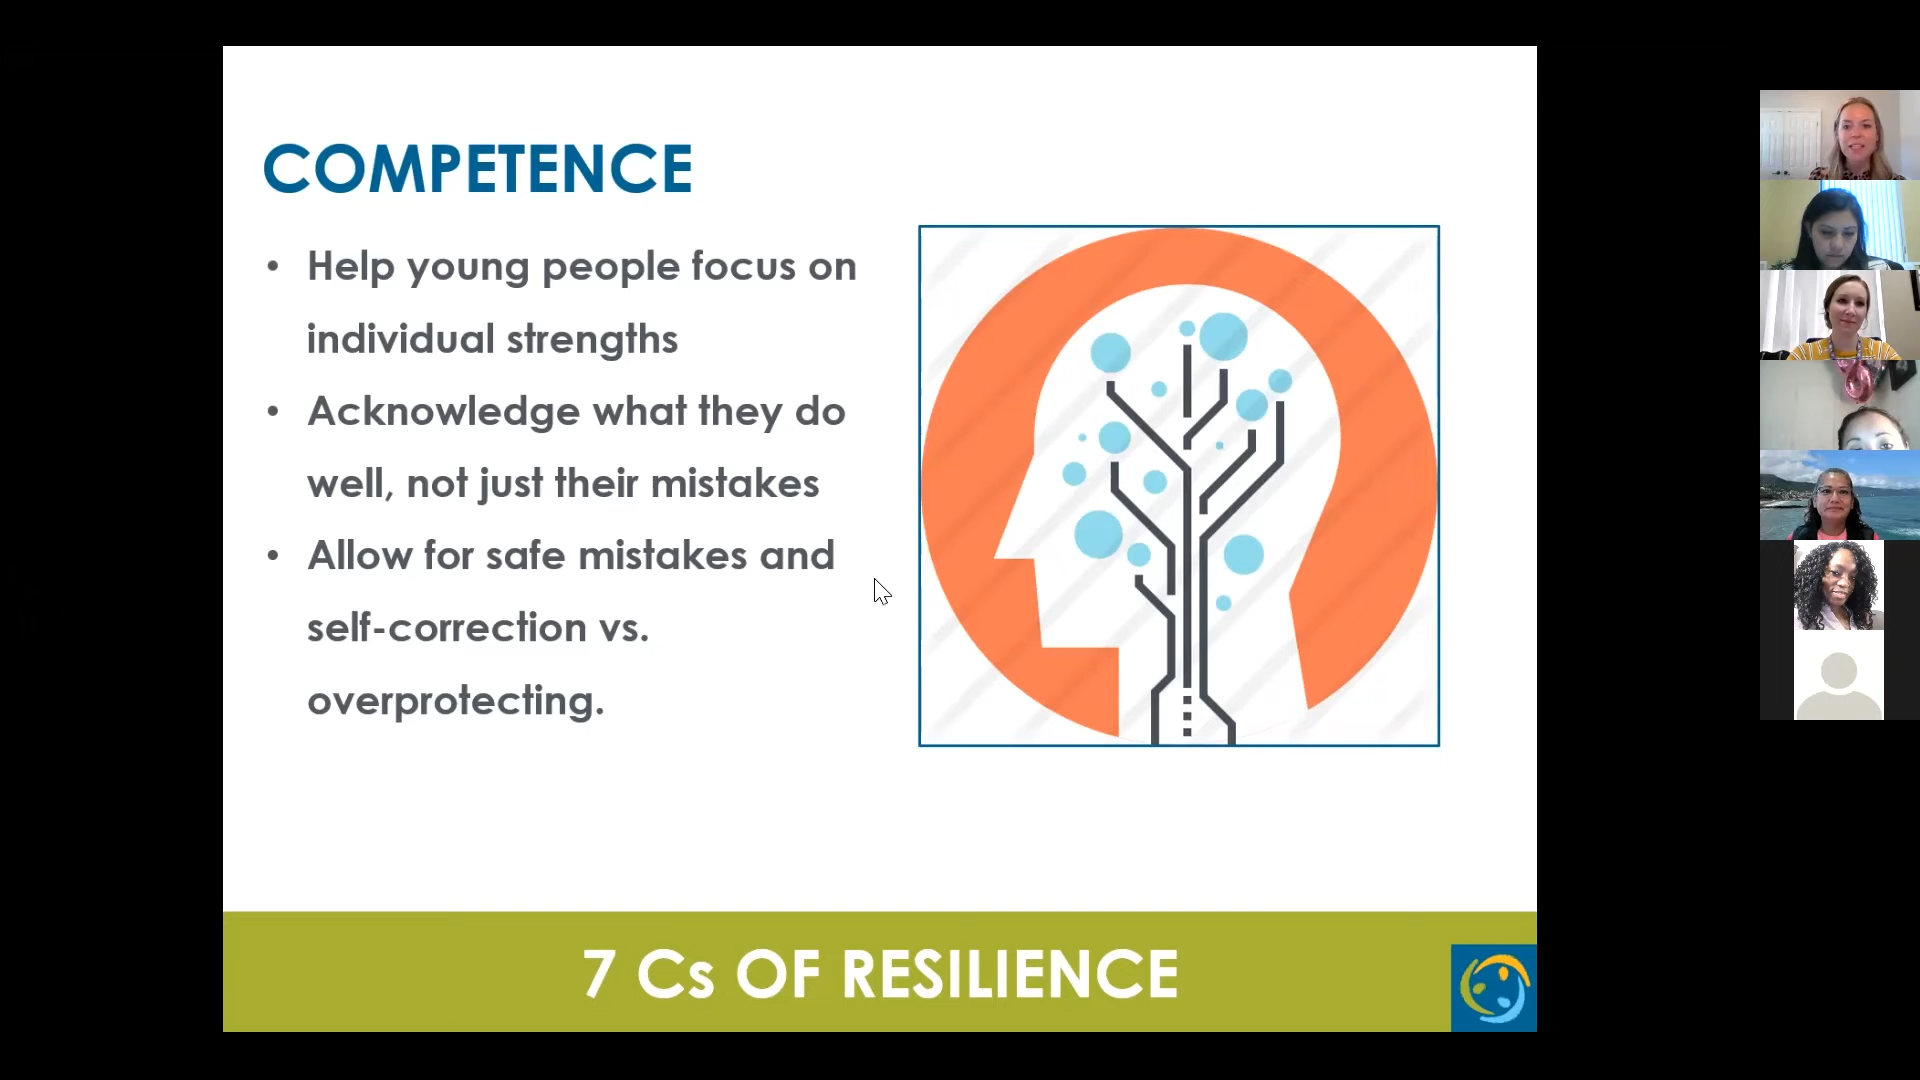 COMPETENCE
• Help young people focus on
individual strengths
• Acknowledge what they do
well, not just their mistakes
• Allow for safe mistakes and
self-correction vs.
overprotecting.
7 Cs OF RESILIENCE